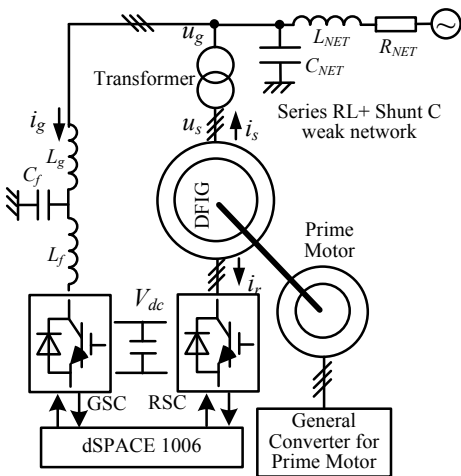 u_g
L_NET
R_NET
C_NET
Transformer
Series RL+ Shunt C
weak network
i_g
u_s
i_s
L_g
C_f
DFIG
L_f
Prime
Motor
V_dc
i_r
GSC
RSC
dSPACE 1006
General
Converter for
Prime Motor